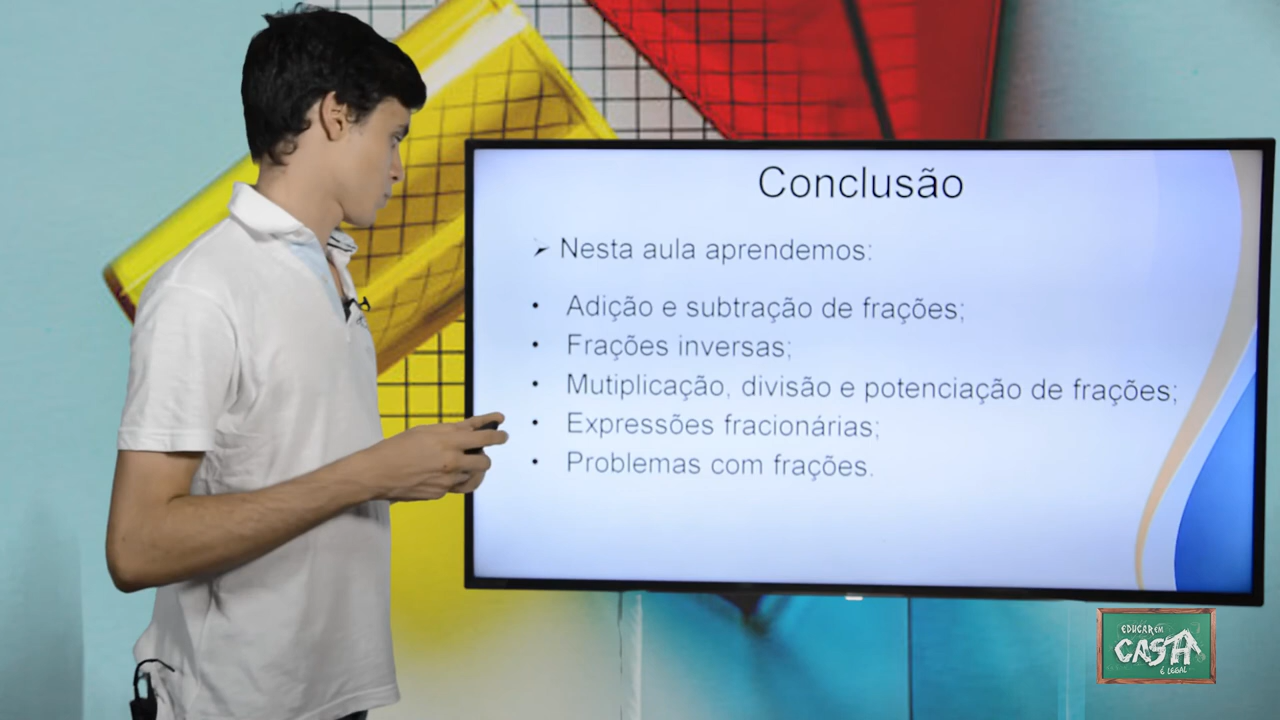 Conclusão
➢ Nesta aula aprendemos:
• Adição e subtração de frações;
• Frações inversas;
• Mutiplicação, divisão e potenciação de frações;
• Expressões fracionárias;
• Problemas com frações.
EDUCAR EM
CASA
É LEGAL